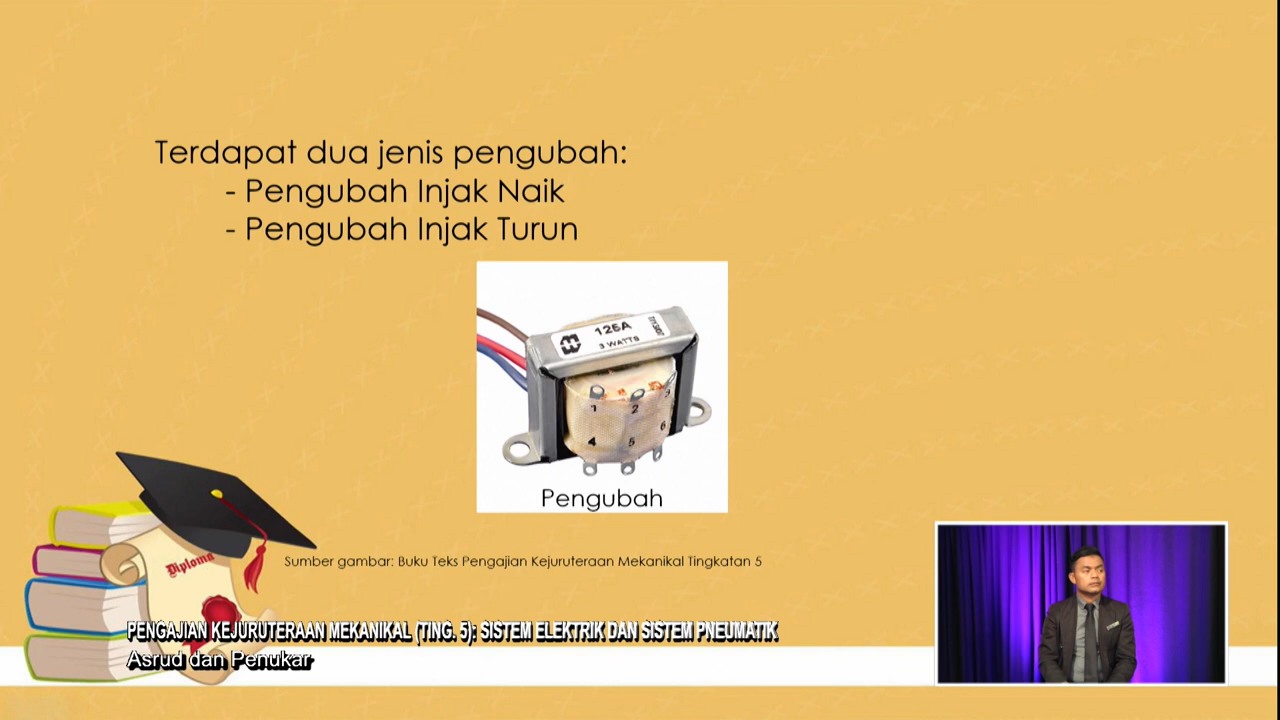 Terdapat dua jenis pengubah:
- Pengubah Injak Naik
- Pengubah Injak Turun
125A
3 WATTS
1 2 3
4 5 6
Pengubah
Diploma
Sumber gambar: Buku Teks Pengajian Kejuruteraan Mekanikal Tingkatan 5
PENGAJIAN KEJURUTERAAN MEKANIKAL (TING. 5): SISTEM ELEKTRIK DAN SISTEM PNEUMATIK
Asrud dan Penukar